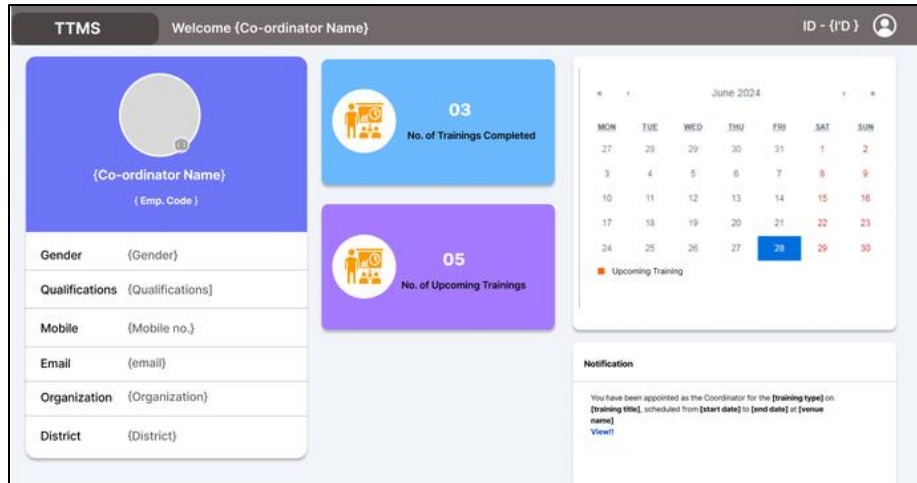 TTMS
Welcome {Co-ordinator Name}
ID - {I'D }
{Co-ordinator Name}
{ Emp. Code }
Gender {Gender}
Qualifications {Qualifications]
Mobile {Mobile no.}
Email {email}
Organization {Organization}
District {District}
03
No. of Trainings Completed
05
No. of Upcoming Trainings
« ‹ June 2024 › »
MON TUE WED THU FRI SAT SUN
27 28 29 30 31 1 2
3 4 5 6 7 8 9
10 11 12 13 14 15 16
17 18 19 20 21 22 23
24 25 26 27 28 29 30
Upcoming Training
Notification
You have been appointed as the Coordinator for the [training type] on
[training title], scheduled from [start date] to [end date] at [venue
name]
View!!